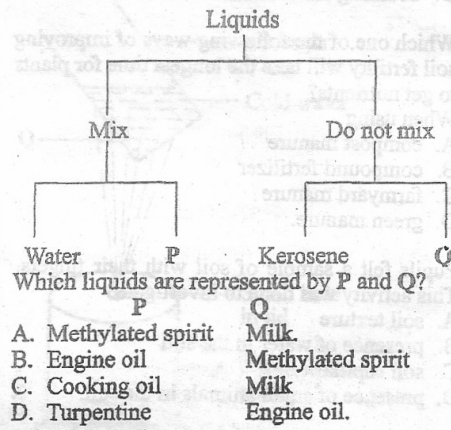 Liquids
Mix Do not mix
Water P Kerosene Q
Which liquids are represented by P and Q?
P Q
A. Methylated spirit Milk.
B. Engine oil Methylated spirit
C. Cooking oil Milk
D. Turpentine Engine oil.